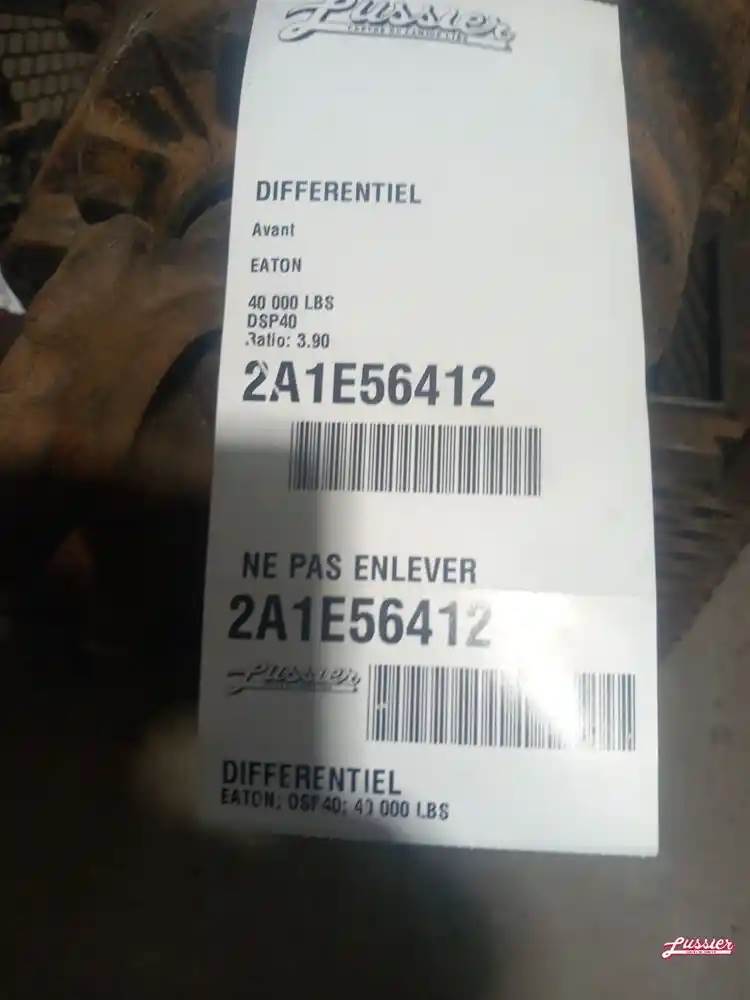 Lussier
DIFFERENTIEL
Avant
EATON
40 000 LBS
DSP40
Ratio: 3.90
2A1E56412
NE PAS ENLEVER
2A1E56412
Lussier
DIFFERENTIEL
EATON; DSP40; 40 000 LBS
Lussier